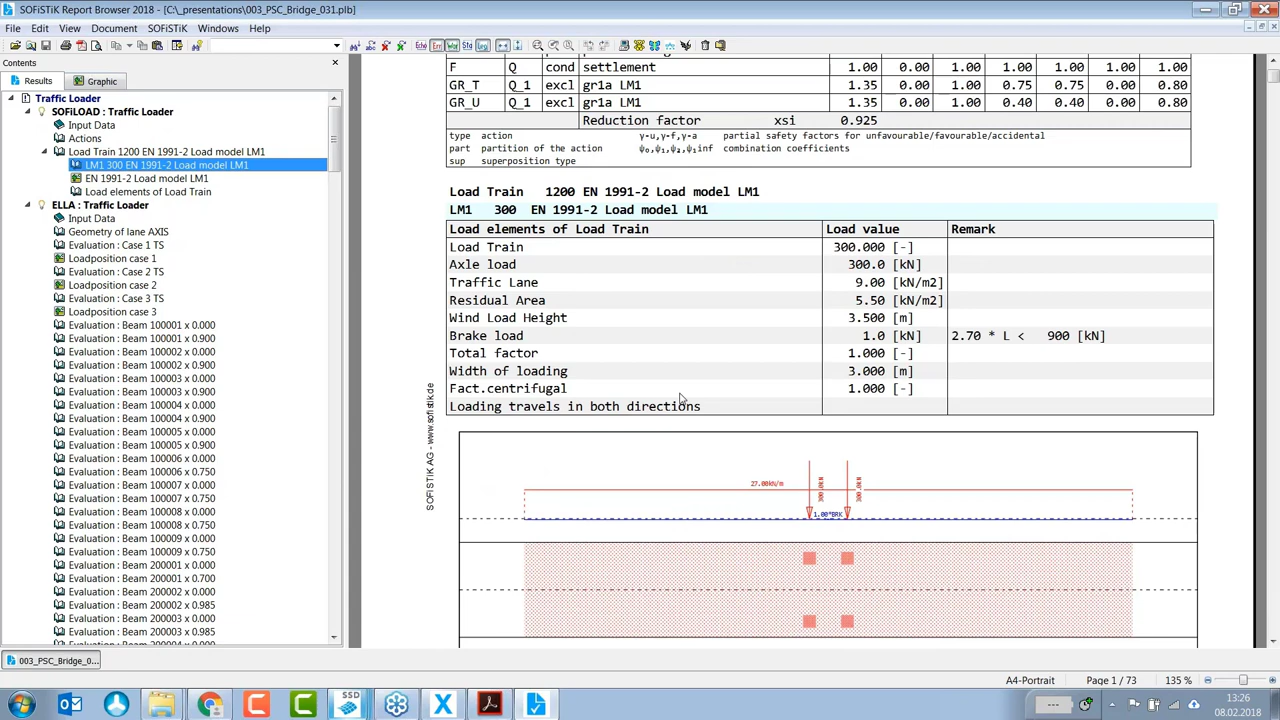 SOFiSTiK Report Browser 2018 - [C:\_presentations\003_PSC_Bridge_031.plb]
File Edit View Document SOFiSTiK Windows Help
Contents
Results Graphic
Traffic Loader
SOFiLOAD : Traffic Loader
Input Data
Actions
Load Train 1200 EN 1991-2 Load model LM1
LM1 300 EN 1991-2 Load model LM1
EN 1991-2 Load model LM1
Load elements of Load Train
ELLA : Traffic Loader
Input Data
Geometry of lane AXIS
Evaluation : Case 1 TS
Loadposition case 1
Evaluation : Case 2 TS
Loadposition case 2
Evaluation : Case 3 TS
Loadposition case 3
Evaluation : Beam 100001 x 0.000
Evaluation : Beam 100001 x 0.900
Evaluation : Beam 100002 x 0.000
Evaluation : Beam 100002 x 0.900
Evaluation : Beam 100003 x 0.000
Evaluation : Beam 100003 x 0.900
Evaluation : Beam 100004 x 0.000
Evaluation : Beam 100004 x 0.900
Evaluation : Beam 100005 x 0.000
Evaluation : Beam 100005 x 0.900
Evaluation : Beam 100006 x 0.000
Evaluation : Beam 100006 x 0.750
Evaluation : Beam 100007 x 0.000
Evaluation : Beam 100007 x 0.750
Evaluation : Beam 100008 x 0.000
Evaluation : Beam 100008 x 0.750
Evaluation : Beam 100009 x 0.000
Evaluation : Beam 100009 x 0.750
Evaluation : Beam 200001 x 0.000
Evaluation : Beam 200001 x 0.700
Evaluation : Beam 200002 x 0.000
Evaluation : Beam 200002 x 0.985
Evaluation : Beam 200003 x 0.000
Evaluation : Beam 200003 x 0.985
Evaluation : Beam 200004 x 0.000
F Q cond settlement 1.00 0.00 1.00 1.00 1.00 1.00 1.00
GR_T Q_1 excl gr1a LM1 1.35 0.00 1.00 0.75 0.75 0.00 0.80
GR_U Q_1 excl gr1a LM1 1.35 0.00 1.00 0.40 0.40 0.00 0.80
Reduction factor xsi 0.925
type action γ-u,γ-f,γ-a partial safety factors for unfavourable/favourable/accidental
part partition of the action ψ₀,ψ₁,ψ₂,ψ₁inf combination coefficients
sup superposition type
Load Train 1200 EN 1991-2 Load model LM1
LM1 300 EN 1991-2 Load model LM1
Load elements of Load Train Load value Remark
Load Train 300.000 [-]
Axle load 300.0 [kN]
Traffic Lane 9.00 [kN/m2]
Residual Area 5.50 [kN/m2]
Wind Load Height 3.500 [m]
Brake load 1.0 [kN] 2.70 * L < 900 [kN]
Total factor 1.000 [-]
Width of loading 3.000 [m]
Fact.centrifugal 1.000 [-]
Loading travels in both directions
SOFiSTiK AG - www.sofistik.de
27.00kN/m 300.0kN 300.0kN
1.00*BRK
003_PSC_Bridge_0...
A4-Portrait Page 1 / 73 135 %
SSD
13:26
08.02.2018